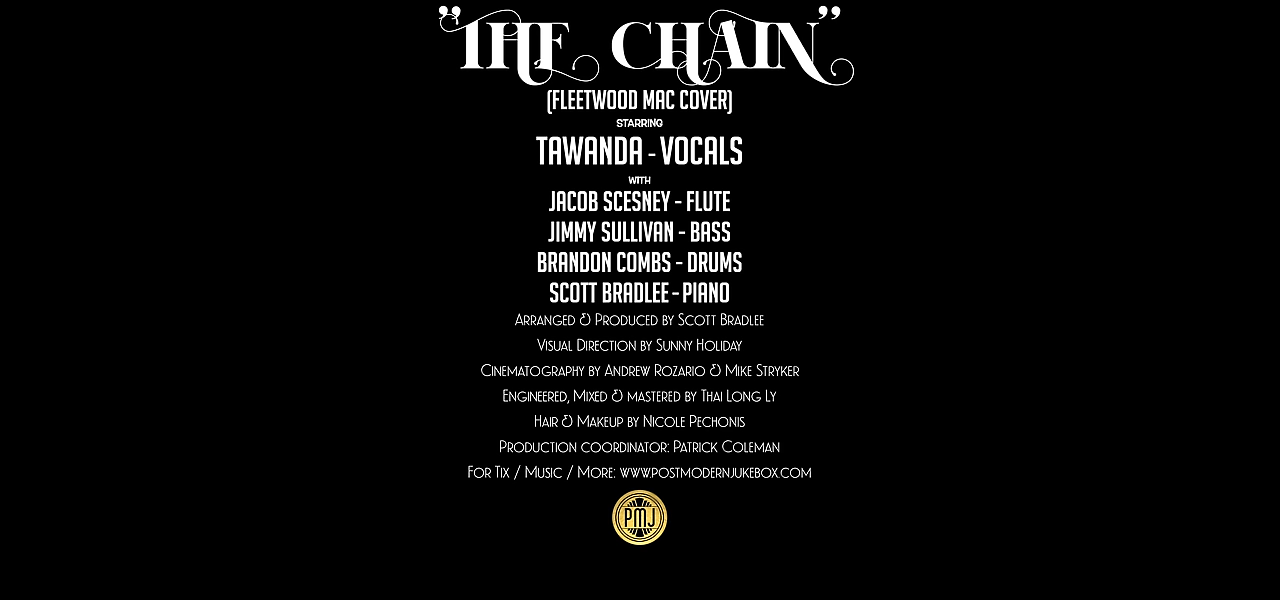 "THE CHAIN"
(FLEETWOOD MAC COVER)
STARRING
TAWANDA - VOCALS
WITH
JACOB SCESNEY - FLUTE
JIMMY SULLIVAN - BASS
BRANDON COMBS - DRUMS
SCOTT BRADLEE - PIANO
ARRANGED & PRODUCED BY SCOTT BRADLEE
VISUAL DIRECTION BY SUNNY HOLIDAY
CINEMATOGRAPHY BY ANDREW ROZARIO & MIKE STRYKER
ENGINEERED, MIXED & MASTERED BY THAI LONG LY
HAIR & MAKEUP BY NICOLE PECHONIS
PRODUCTION COORDINATOR: PATRICK COLEMAN
FOR TIX / MUSIC / MORE: WWW.POSTMODERNJUKEBOX.COM
PMJ